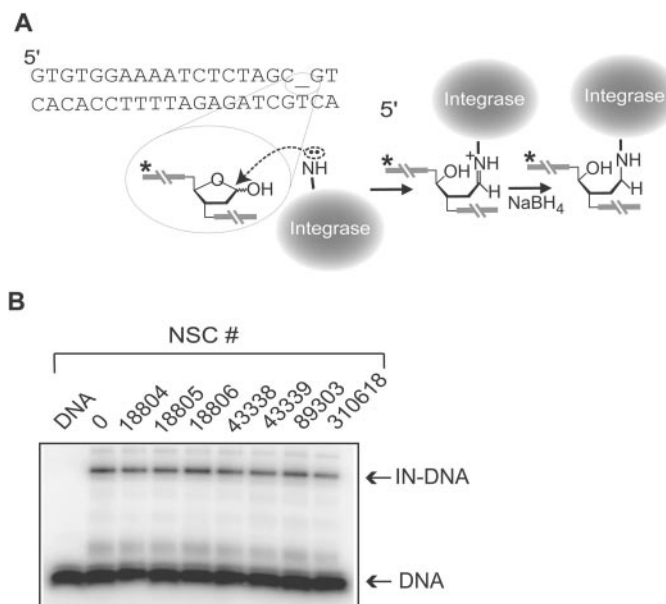 A
5'
GTGTGGAAAATCTCTAGC_GT
CACACCTTTTAGAGATCGTCA
*
O
OH
NH
Integrase
5'
Integrase
*
OH
+
NH
H
NaBH4
Integrase
*
OH
NH
H
B
NSC #
DNA
0
18804
18805
18806
43338
43339
89303
310618
IN-DNA
DNA